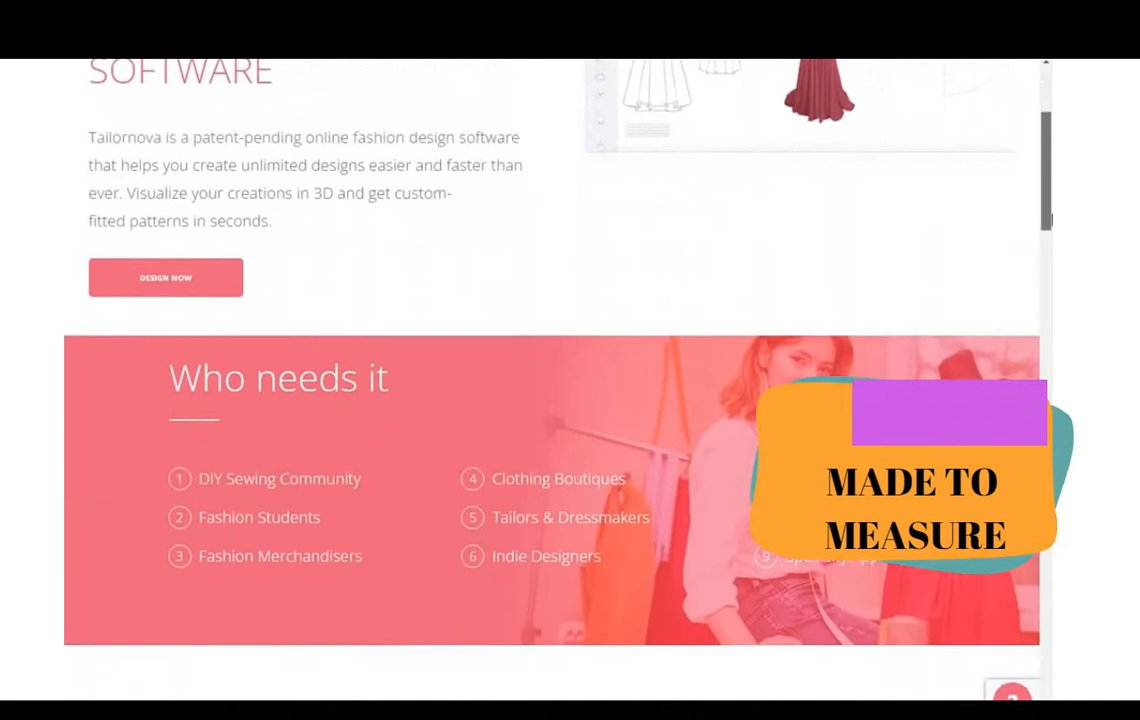 SOFTWARE
Tailornova is a patent-pending online fashion design software
that helps you create unlimited designs easier and faster than
ever. Visualize your creations in 3D and get custom-
fitted patterns in seconds.
DESIGN NOW
Who needs it
1 DIY Sewing Community
2 Fashion Students
3 Fashion Merchandisers
4 Clothing Boutiques
5 Tailors & Dressmakers
6 Indie Designers
9
MADE TO
MEASURE
?